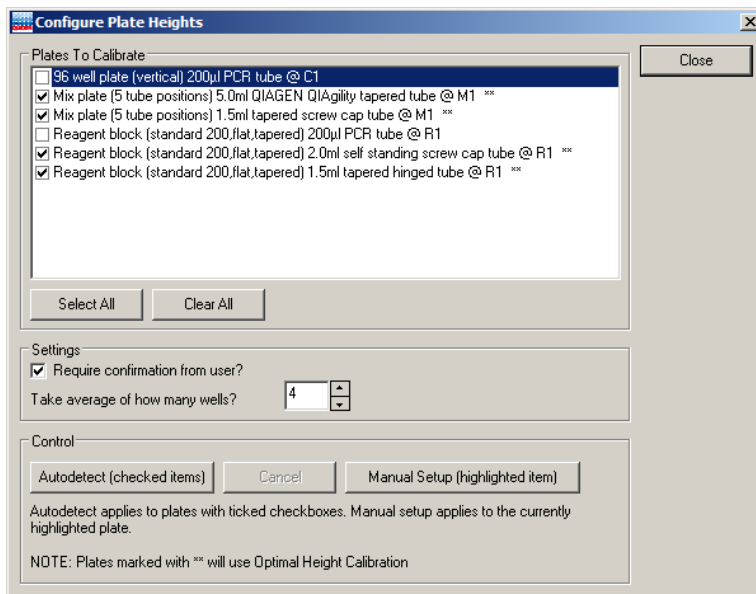 Configure Plate Heights
Plates To Calibrate
Close
96 well plate (vertical) 200µl PCR tube @ C1
Mix plate (5 tube positions) 5.0ml QIAGEN QIAgility tapered tube @ M1 **
Mix plate (5 tube positions) 1.5ml tapered screw cap tube @ M1 **
Reagent block (standard 200,flat,tapered) 200µl PCR tube @ R1
Reagent block (standard 200,flat,tapered) 2.0ml self standing screw cap tube @ R1 **
Reagent block (standard 200,flat,tapered) 1.5ml tapered hinged tube @ R1 **
Select All
Clear All
Settings
Require confirmation from user?
Take average of how many wells?
4
Control
Autodetect (checked items)
Cancel
Manual Setup (highlighted item)
Autodetect applies to plates with ticked checkboxes. Manual setup applies to the currently
highlighted plate.
NOTE: Plates marked with ** will use Optimal Height Calibration